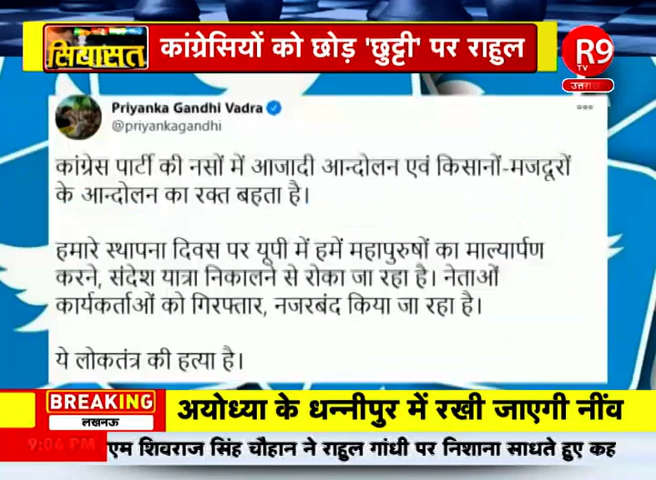 सियासत
कांग्रेसियों को छोड़ 'छुट्टी' पर राहुल
R9
TV
Priyanka Gandhi Vadra
@priyankagandhi
कांग्रेस पार्टी की नसों में आजादी आन्दोलन एवं किसानों-मजदूरों
के आन्दोलन का रक्त बहता है।
हमारे स्थापना दिवस पर यूपी में हमें महापुरुषों का माल्यार्पण
करने, संदेश यात्रा निकालने से रोका जा रहा है। नेताओं
कार्यकर्ताओं को गिरफ्तार, नजरबंद किया जा रहा है।
ये लोकतंत्र की हत्या है।
BREAKING
लखनऊ
अयोध्या के धन्नीपुर में रखी जाएगी नींव
9:06 PM
एम शिवराज सिंह चौहान ने राहुल गांधी पर निशाना साधते हुए कह